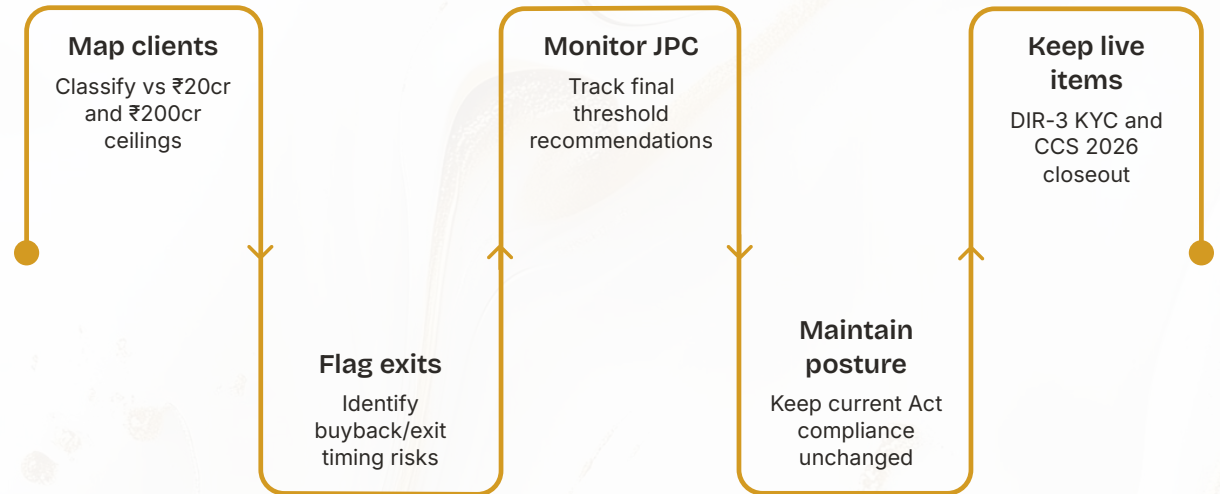 Map clients
Classify vs ₹20cr
and ₹200cr
ceilings
Flag exits
Identify
buyback/exit
timing risks
Monitor JPC
Track final
threshold
recommendations
Maintain
posture
Keep current Act
compliance
unchanged
Keep live
items
DIR-3 KYC and
CCS 2026
closeout